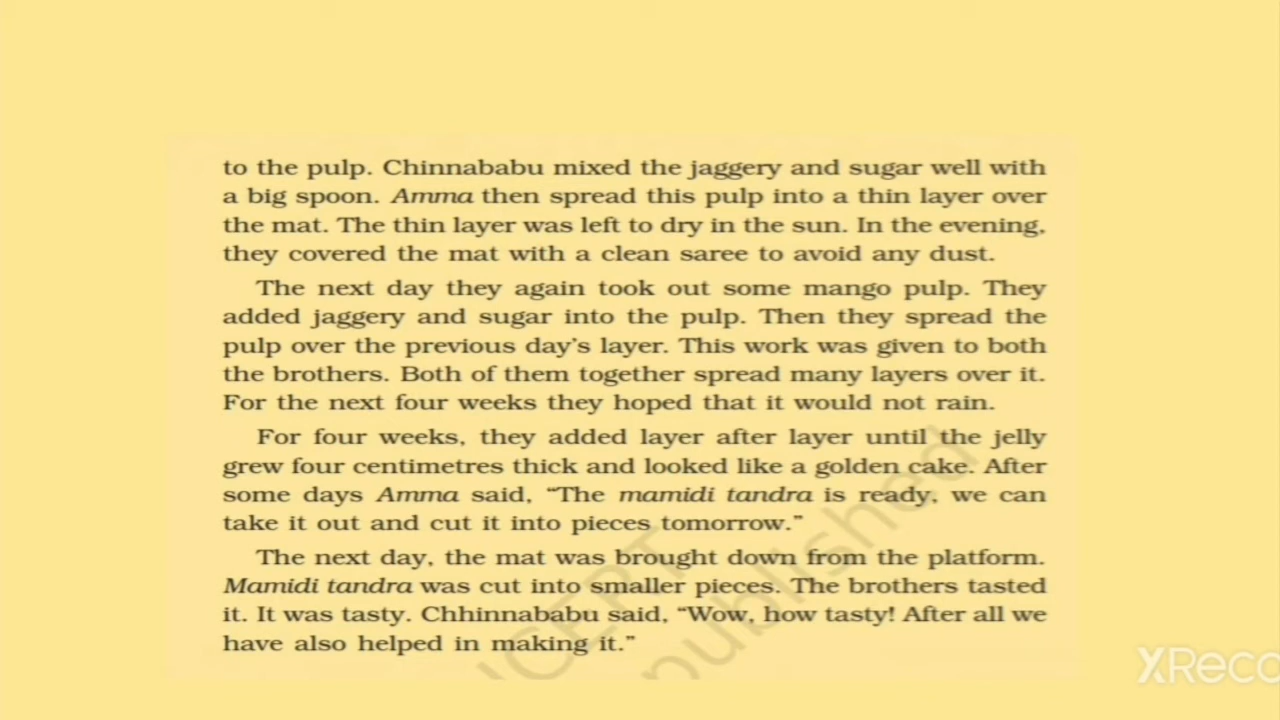 to the pulp. Chinnababu mixed the jaggery and sugar well with
a big spoon. Amma then spread this pulp into a thin layer over
the mat. The thin layer was left to dry in the sun. In the evening,
they covered the mat with a clean saree to avoid any dust.
The next day they again took out some mango pulp. They
added jaggery and sugar into the pulp. Then they spread the
pulp over the previous day's layer. This work was given to both
the brothers. Both of them together spread many layers over it.
For the next four weeks they hoped that it would not rain.
For four weeks, they added layer after layer until the jelly
grew four centimetres thick and looked like a golden cake. After
some days Amma said, “The mamidi tandra is ready, we can
take it out and cut it into pieces tomorrow.”
The next day, the mat was brought down from the platform.
Mamidi tandra was cut into smaller pieces. The brothers tasted
it. It was tasty. Chhinnababu said, “Wow, how tasty! After all we
have also helped in making it.”
NCERT
published
XReco